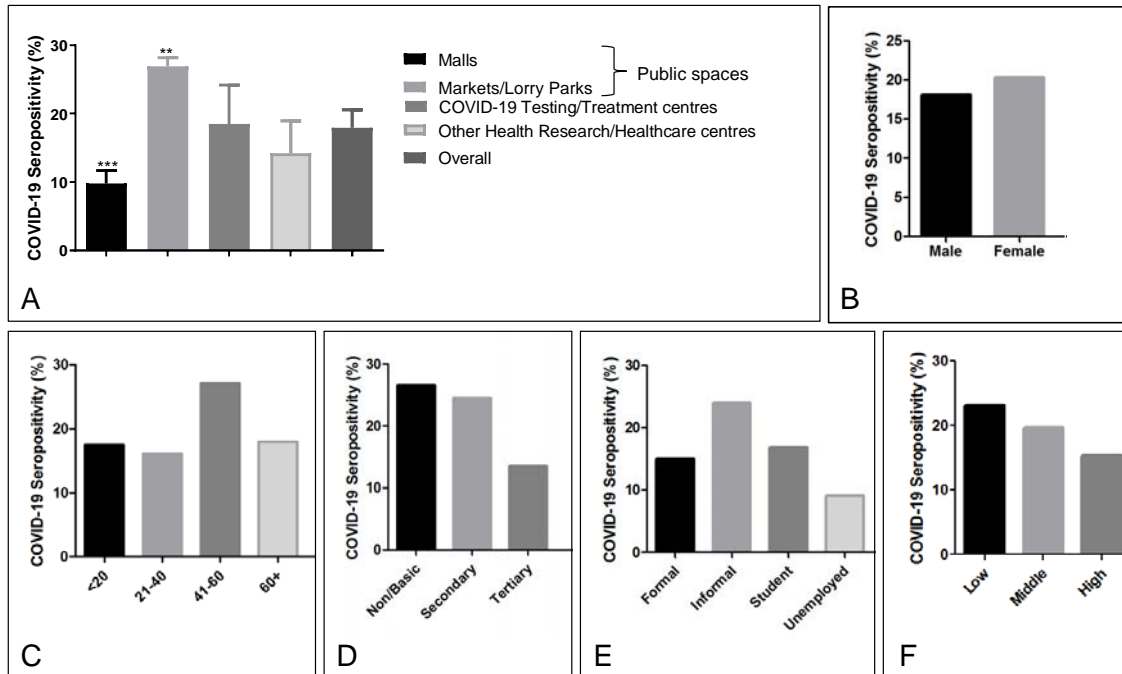 COVID-19 Seropositivity (%)
30
20
10
0
***
**
Malls
Markets/Lorry Parks
Public spaces
COVID-19 Testing/Treatment centres
Other Health Research/Healthcare centres
Overall
A
COVID-19 Seropositivity (%)
25
20
15
10
5
0
Male Female
B
COVID-19 Seropositivity (%)
30
20
10
0
<20 21-40 41-60 60+
C
COVID-19 Seropositivity (%)
30
20
10
0
Non/Basic Secondary Tertiary
D
COVID-19 Seropositivity (%)
30
20
10
0
Formal Informal Student Unemployed
E
COVID-19 Seropositivity (%)
30
20
10
0
Low Middle High
F